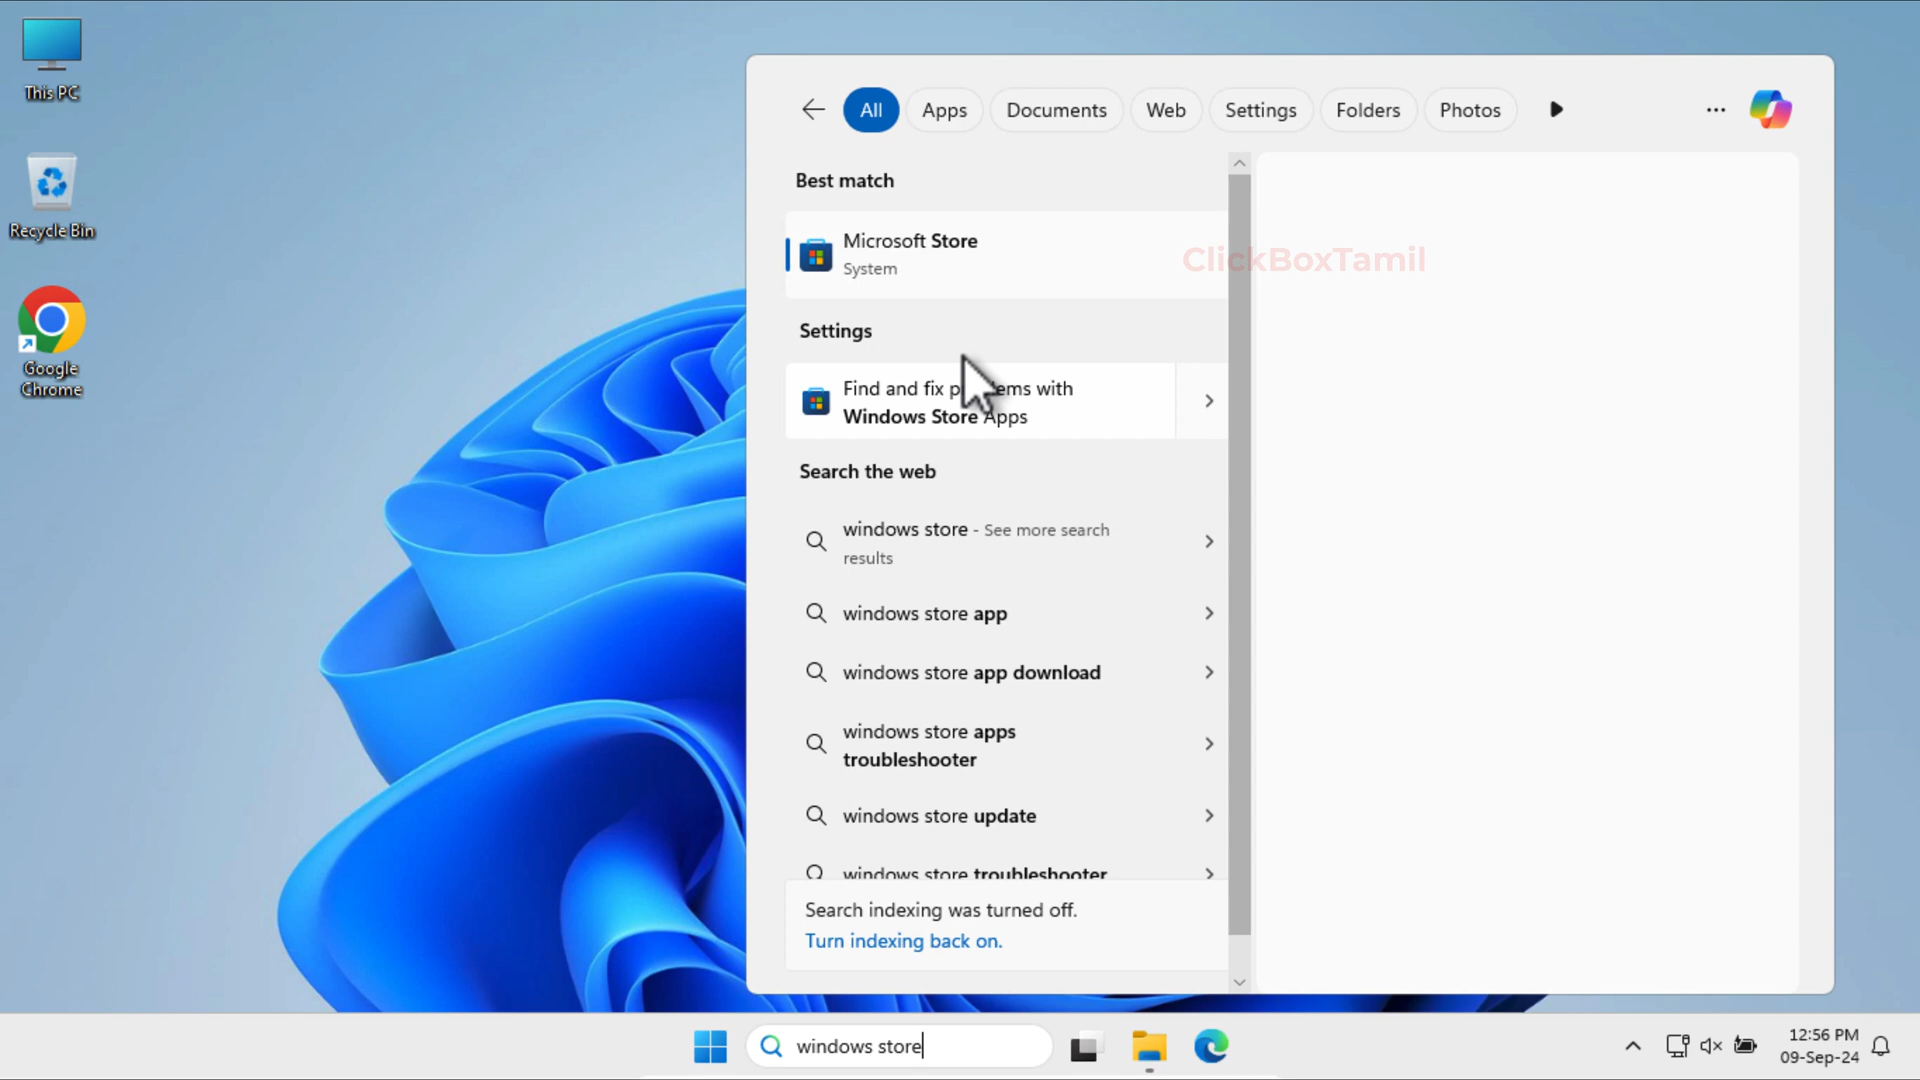 This PC
Recycle Bin
Google
Chrome
All
Apps
Documents
Web
Settings
Folders
Photos
Best match
Microsoft Store
System
ClickBoxTamil
Settings
Find and fix p ems with
Windows Store Apps
Search the web
windows store - See more search
results
windows store app
windows store app download
windows store apps
troubleshooter
windows store update
windows store troubleshooter
Search indexing was turned off.
Turn indexing back on.
windows store
12:56 PM
09-Sep-24